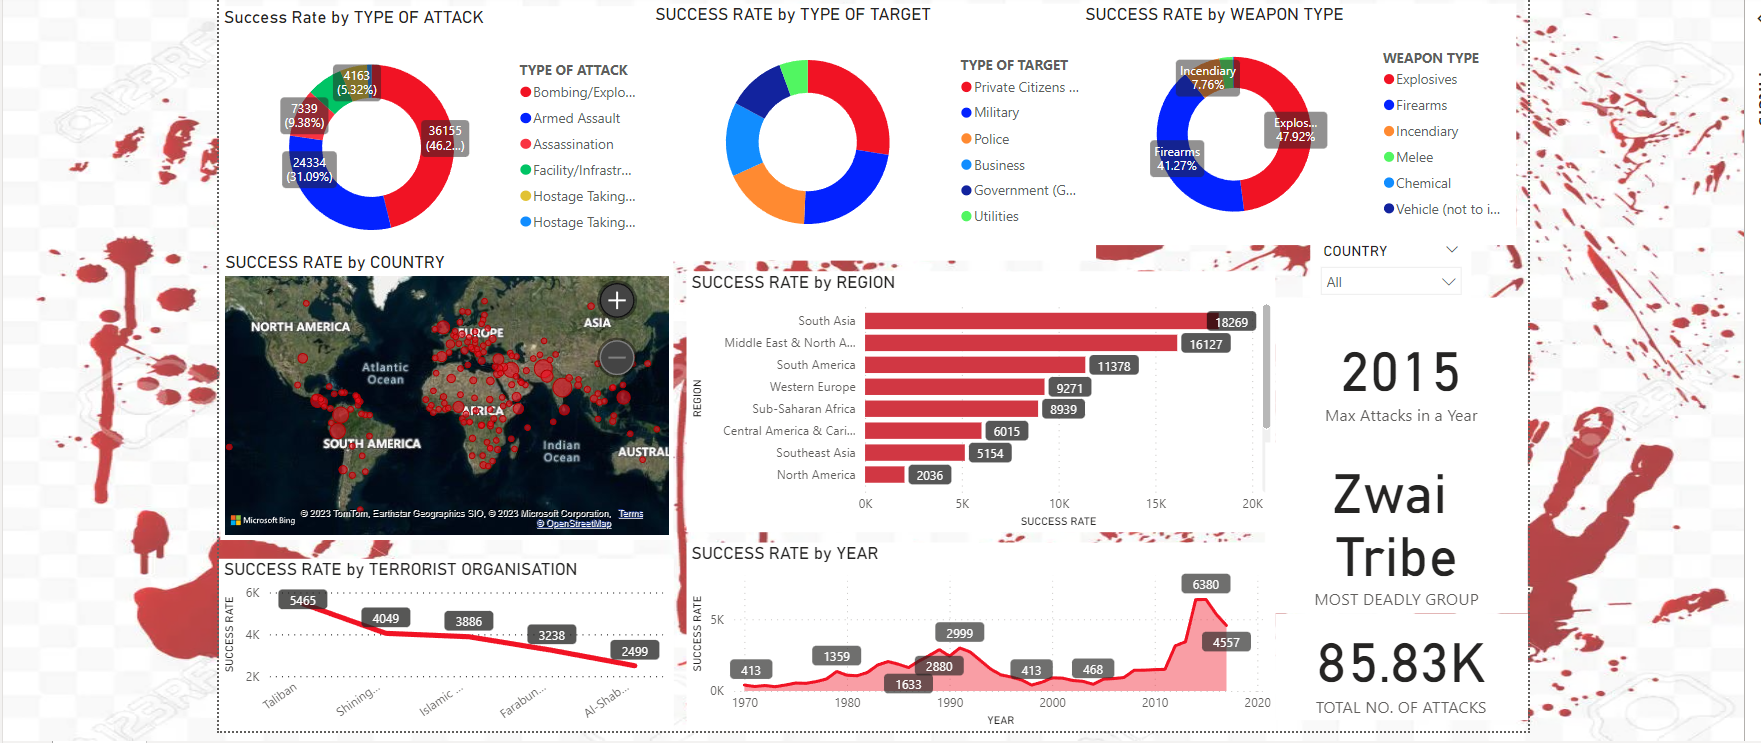 Success Rate by TYPE OF ATTACK
4163
(5.32%)
7339
(9.38%)
36155
(46.2...)
24334
(31.09%)
TYPE OF ATTACK
Bombing/Explo...
Armed Assault
Assassination
Facility/Infrastr...
Hostage Taking...
Hostage Taking...
SUCCESS RATE by TYPE OF TARGET
TYPE OF TARGET
Private Citizens ...
Military
Police
Business
Government (G...
Utilities
SUCCESS RATE by WEAPON TYPE
Incendiary
7.76%
Explos...
47.92%
Firearms
41.27%
WEAPON TYPE
Explosives
Firearms
Incendiary
Melee
Chemical
Vehicle (not to i...
SUCCESS RATE by COUNTRY
NORTH AMERICA
EUROPE
ASIA
Atlantic
Ocean
AFRICA
SOUTH AMERICA
Indian
Ocean
AUSTRAL
Microsoft Bing
© 2023 TomTom, Earthstar Geographics SIO, © 2023 Microsoft Corporation, Terms
© OpenStreetMap
SUCCESS RATE by REGION
REGION
South Asia 18269
Middle East & North A... 16127
South America 11378
Western Europe 9271
Sub-Saharan Africa 8939
Central America & Cari... 6015
Southeast Asia 5154
North America 2036
0K 5K 10K 15K 20K
SUCCESS RATE
COUNTRY
All
2015
Max Attacks in a Year
Zwai
Tribe
MOST DEADLY GROUP
85.83K
TOTAL NO. OF ATTACKS
SUCCESS RATE by TERRORIST ORGANISATION
SUCCESS RATE
6K
4K
2K
5465
4049
3886
3238
2499
Taliban
Shining...
Islamic ...
Farabun...
Al-Shab...
SUCCESS RATE by YEAR
SUCCESS RATE
5K
0K
413
1359
1633
2880
2999
413
468
6380
4557
1970 1980 1990 2000 2010 2020
YEAR
123RF